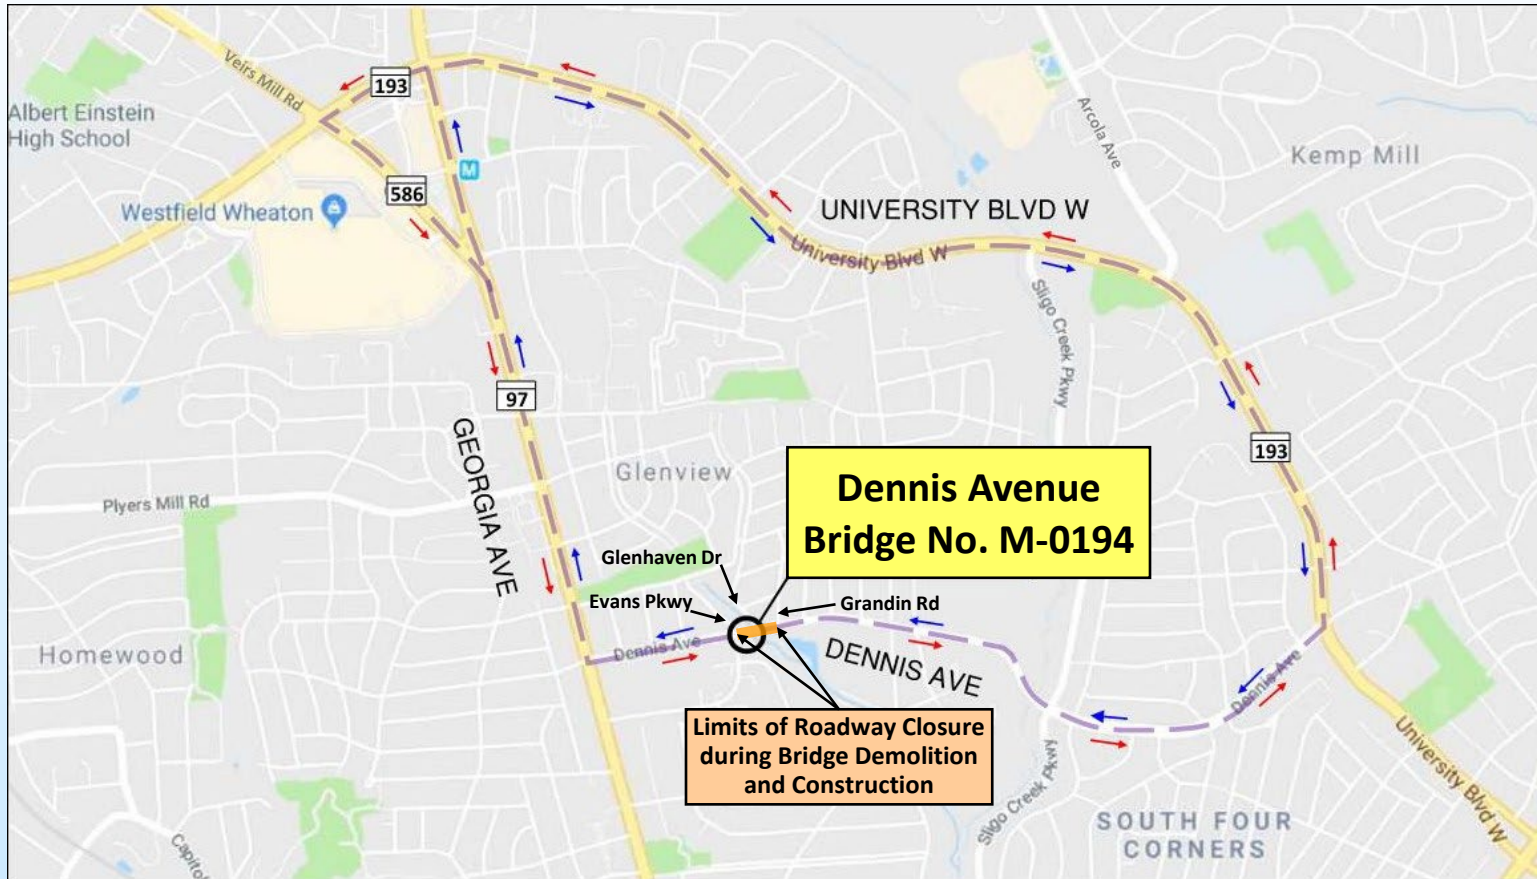 Veirs Mill Rd
193
Albert Einstein
High School
M
586
Westfield Wheaton
Arcola Ave
Kemp Mill
UNIVERSITY BLVD W
University Blvd W
Sligo Creek Pkwy
97
193
GEORGIA AVE
Glenview
Dennis Avenue
Bridge No. M-0194
Plyers Mill Rd
Glenhaven Dr
Evans Pkwy
Grandin Rd
Homewood
Dennis Ave
DENNIS AVE
Dennis Ave
Limits of Roadway Closure
during Bridge Demolition
and Construction
University Blvd W
Sligo Creek Pkwy
SOUTH FOUR
CORNERS